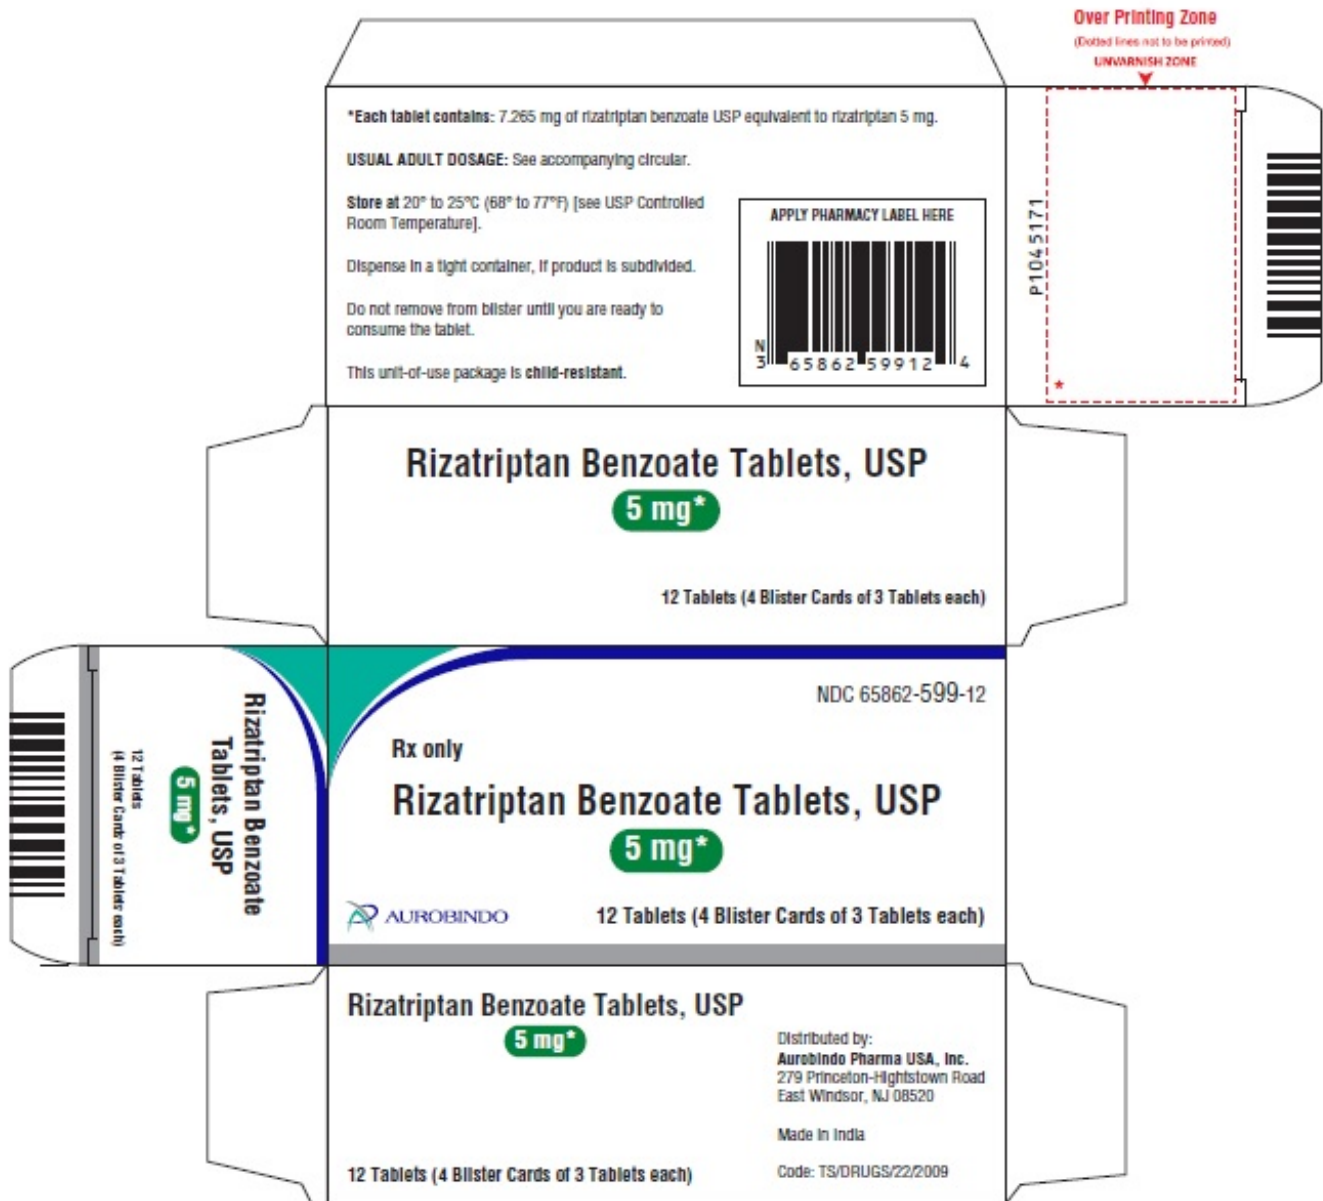 Over Printing Zone
(Dotted lines not to be printed)
UNVARNISH ZONE
*Each tablet contains: 7.265 mg of rizatriptan benzoate USP equivalent to rizatriptan 5 mg.
USUAL ADULT DOSAGE: See accompanying circular.
Store at 20° to 25°C (68° to 77°F) [see USP Controlled
Room Temperature].
Dispense in a tight container, if product is subdivided.
Do not remove from blister until you are ready to
consume the tablet.
This unit-of-use package is child-resistant.
APPLY PHARMACY LABEL HERE
N
3 65862 59912 4
P1045171
*
Rizatriptan Benzoate Tablets, USP
5 mg*
12 Tablets (4 Blister Cards of 3 Tablets each)
Rizatriptan Benzoate
Tablets, USP
5 mg*
12 Tablets
(4 Blister Cards of 3 Tablets each)
NDC 65862-599-12
Rx only
Rizatriptan Benzoate Tablets, USP
5 mg*
AUROBINDO
12 Tablets (4 Blister Cards of 3 Tablets each)
Rizatriptan Benzoate Tablets, USP
5 mg*
Distributed by:
Aurobindo Pharma USA, Inc.
279 Princeton-Hightstown Road
East Windsor, NJ 08520
Made in India
Code: TS/DRUGS/22/2009
12 Tablets (4 Blister Cards of 3 Tablets each)